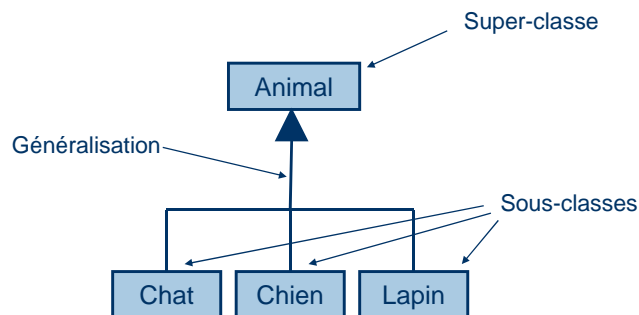 Super-classe
Animal
Généralisation
Sous-classes
Chat
Chien
Lapin